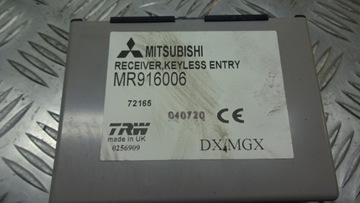 MITSUBISHI
RECEIVER,KEYLESS ENTRY
MR916006
72165
040720 CE
TRW
made in UK
0256909
DX/MGX